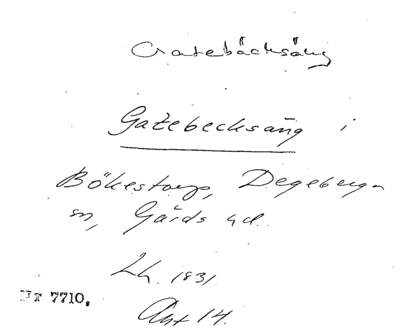 Gatebäcksäng
Gatebecksäng i
Bökestorp, Degeberga
sn, Gärds hd.
Lh. 1831
Akt 14.
Nr 7710.